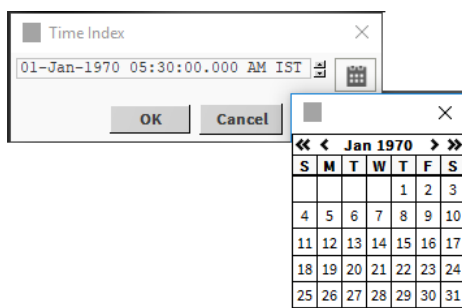 Time Index
01-Jan-1970 05:30:00.000 AM IST
OK Cancel
Jan 1970
S M T W T F S
1 2 3
4 5 6 7 8 9 10
11 12 13 14 15 16 17
18 19 20 21 22 23 24
25 26 27 28 29 30 31